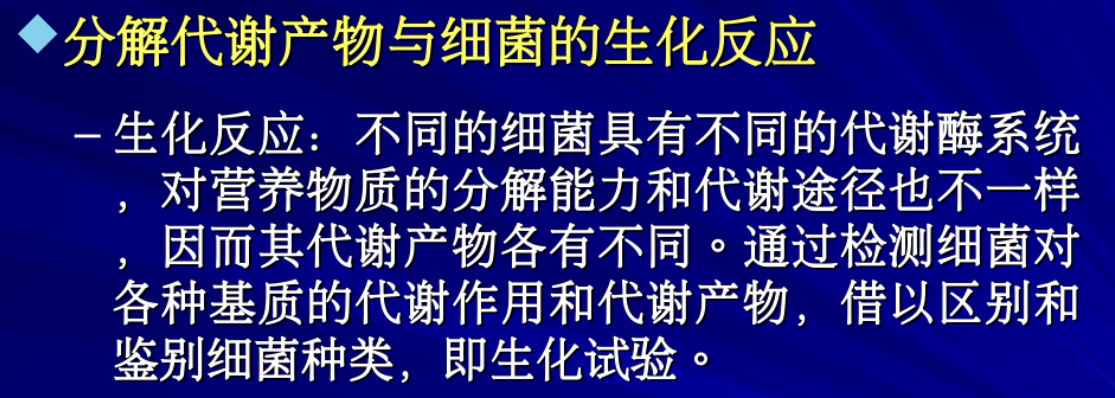 分解代谢产物与细菌的生化反应
– 生化反应：不同的细菌具有不同的代谢酶系统
，对营养物质的分解能力和代谢途径也不一样
，因而其代谢产物各有不同。通过检测细菌对
各种基质的代谢作用和代谢产物，借以区别和
鉴别细菌种类，即生化试验。